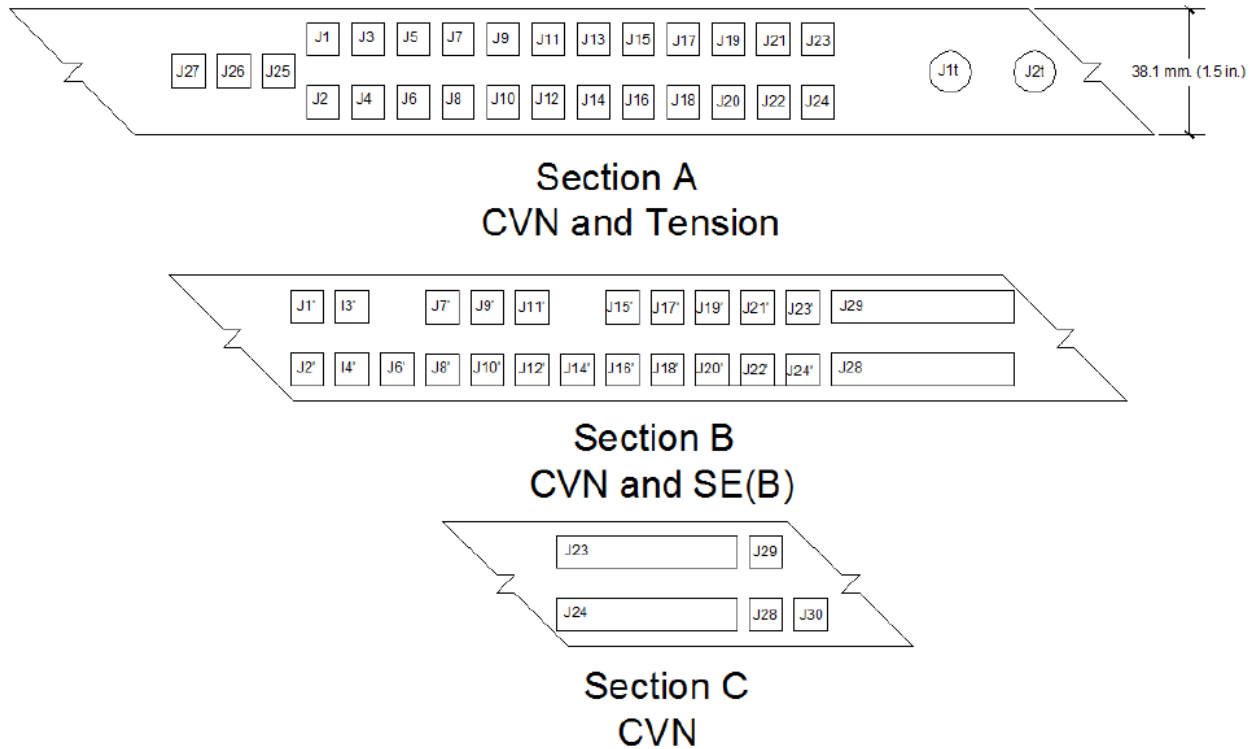 J1 J3 J5 J7 J9 J11 J13 J15 J17 J19 J21 J23
J27 J26 J25 J1t J2t 38.1 mm. (1.5 in.)
J2 J4 J6 J8 J10 J12 J14 J16 J18 J20 J22 J24
Section A
CVN and Tension
J1' I3' J7' J9' J11' J15' J17' J19' J21' J23' J29
J2' I4' J6' J8' J10' J12' J14' J16' J18' J20' J22' J24' J28
Section B
CVN and SE(B)
J23 J29
J24 J28 J30
Section C
CVN